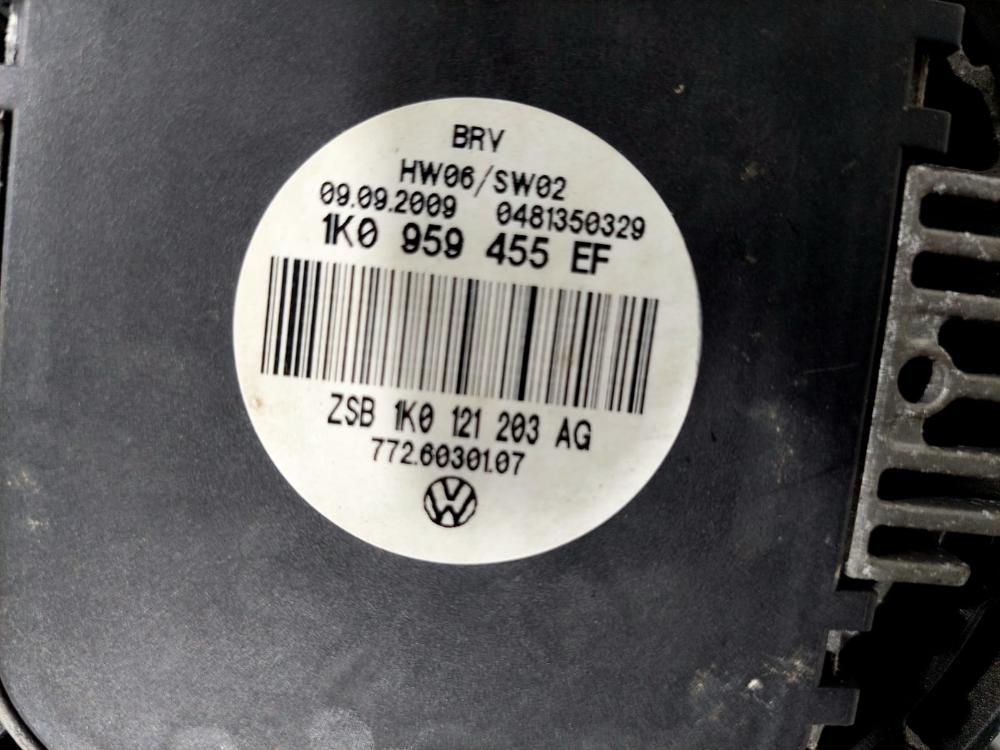 BRV
HW06/SW02
09.09.2009 0481350329
1K0 959 455 EF
ZSB 1K0 121 203 AG
772.60301.07